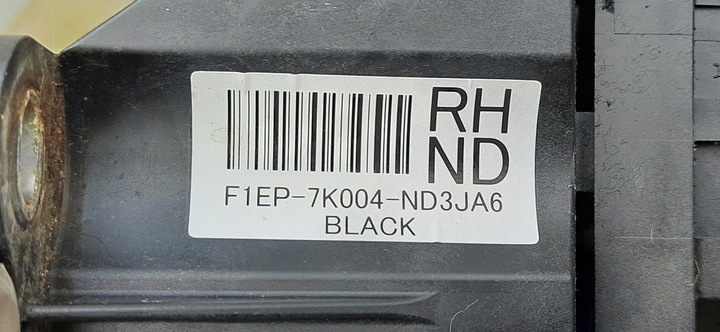 RH
ND
F1EP-7K004-ND3JA6
BLACK